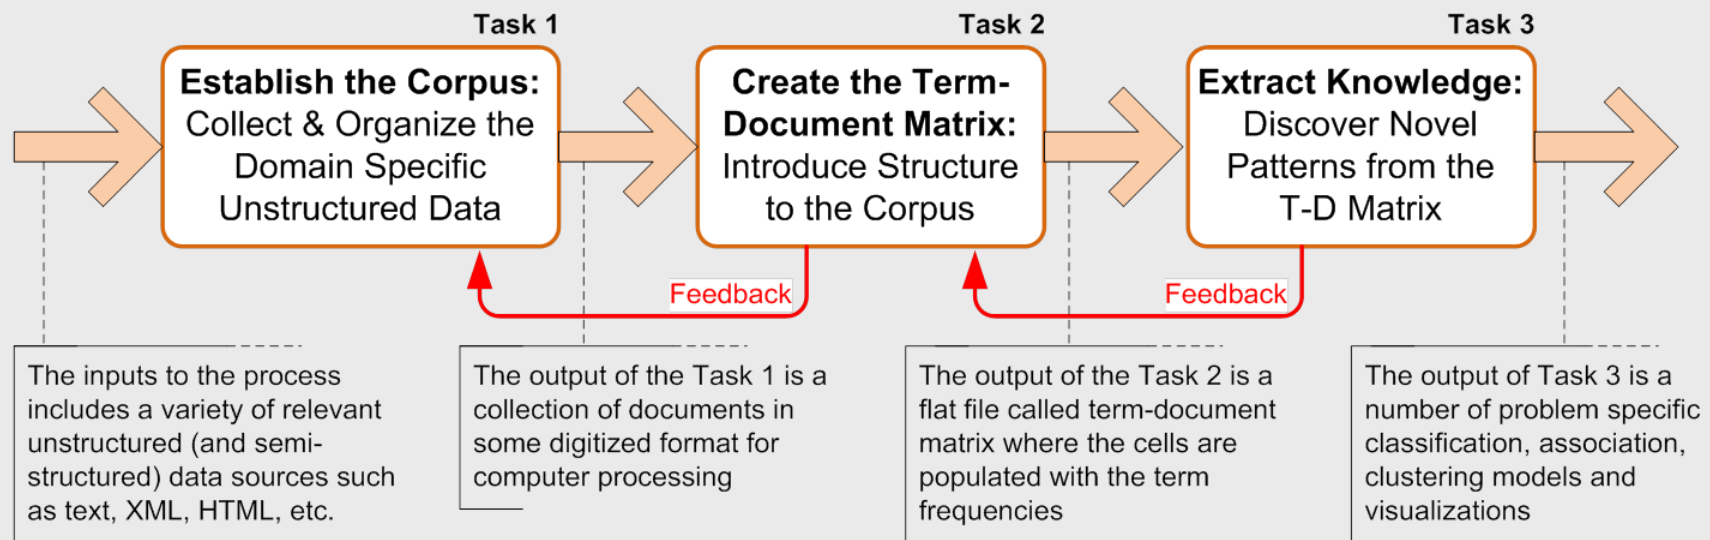 Task 1
Establish the Corpus:
Collect & Organize the
Domain Specific
Unstructured Data
Task 2
Create the Term-
Document Matrix:
Introduce Structure
to the Corpus
Task 3
Extract Knowledge:
Discover Novel
Patterns from the
T-D Matrix
Feedback
Feedback
The inputs to the process
includes a variety of relevant
unstructured (and semi-
structured) data sources such
as text, XML, HTML, etc.
The output of the Task 1 is a
collection of documents in
some digitized format for
computer processing
The output of the Task 2 is a
flat file called term-document
matrix where the cells are
populated with the term
frequencies
The output of Task 3 is a
number of problem specific
classification, association,
clustering models and
visualizations